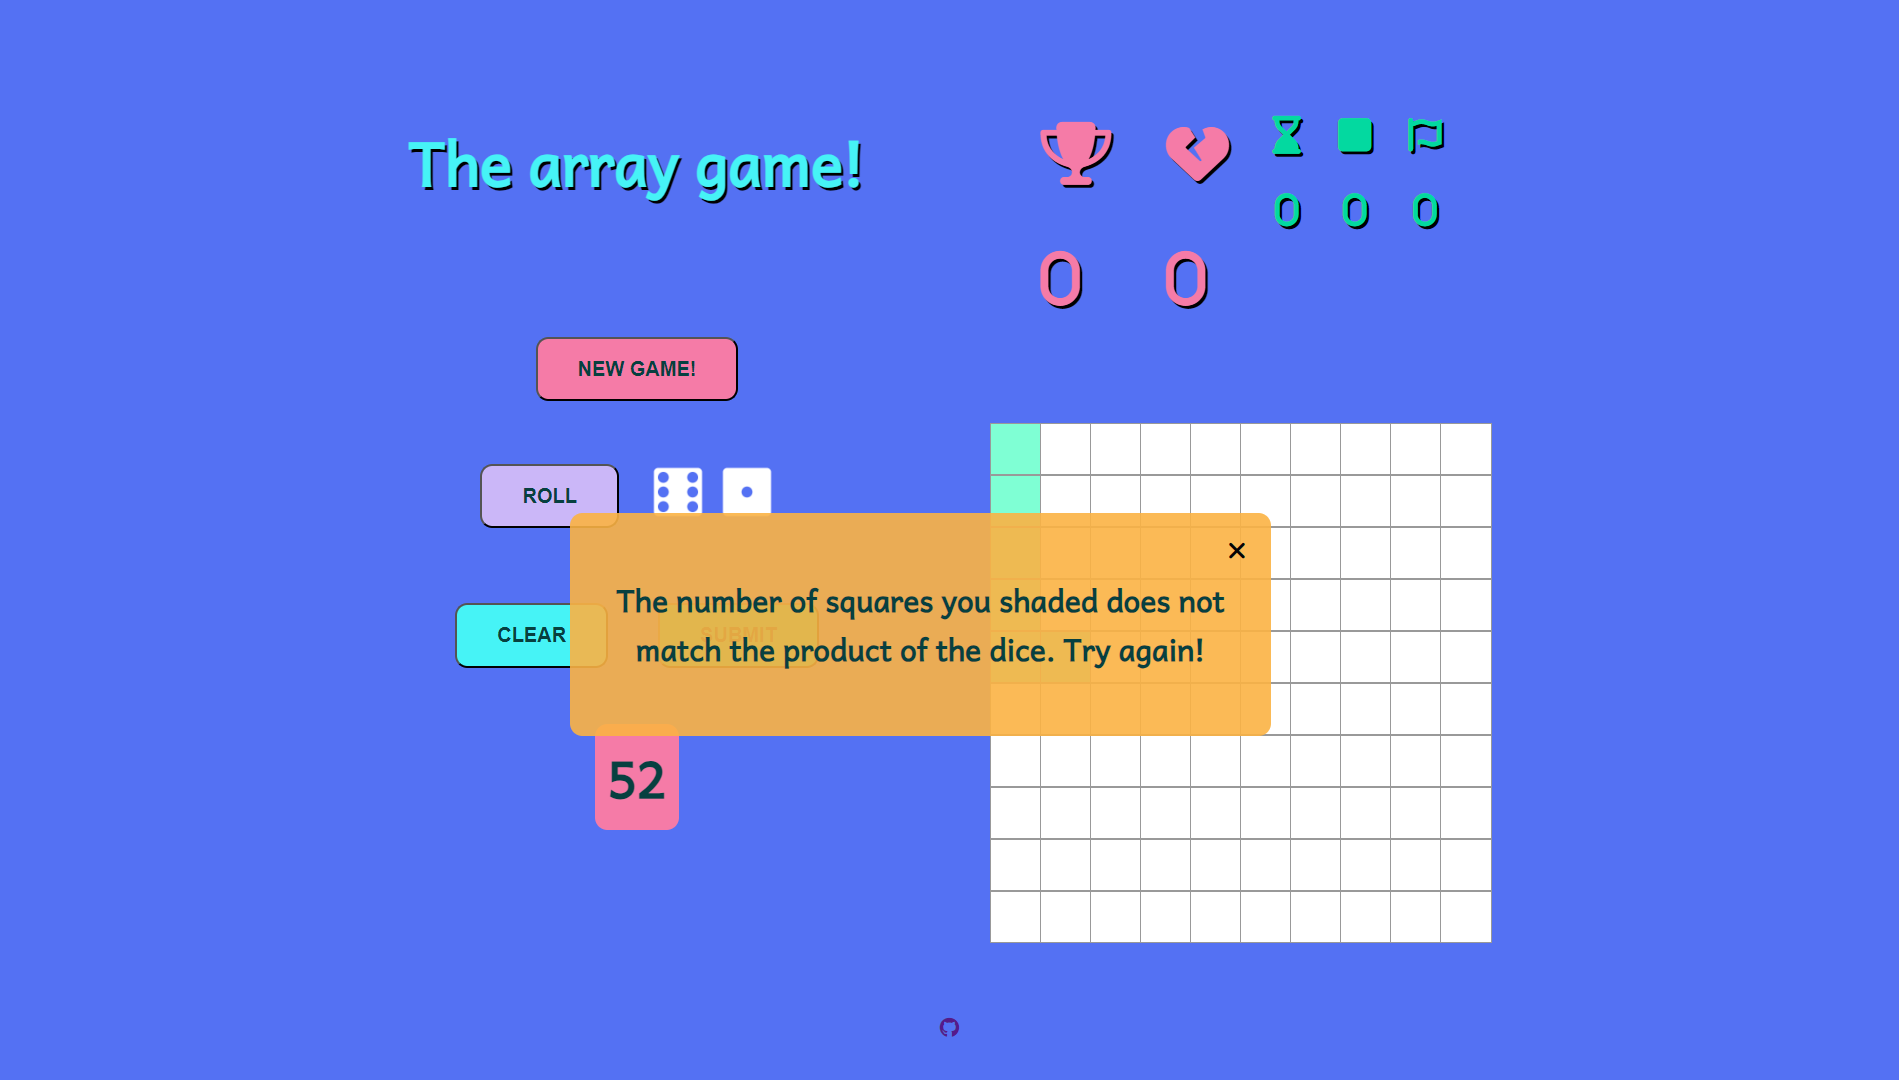 The array game!
0 0 0
0 0
NEW GAME!
ROLL
CLEAR SUBMIT
The number of squares you shaded does not
match the product of the dice. Try again!
52